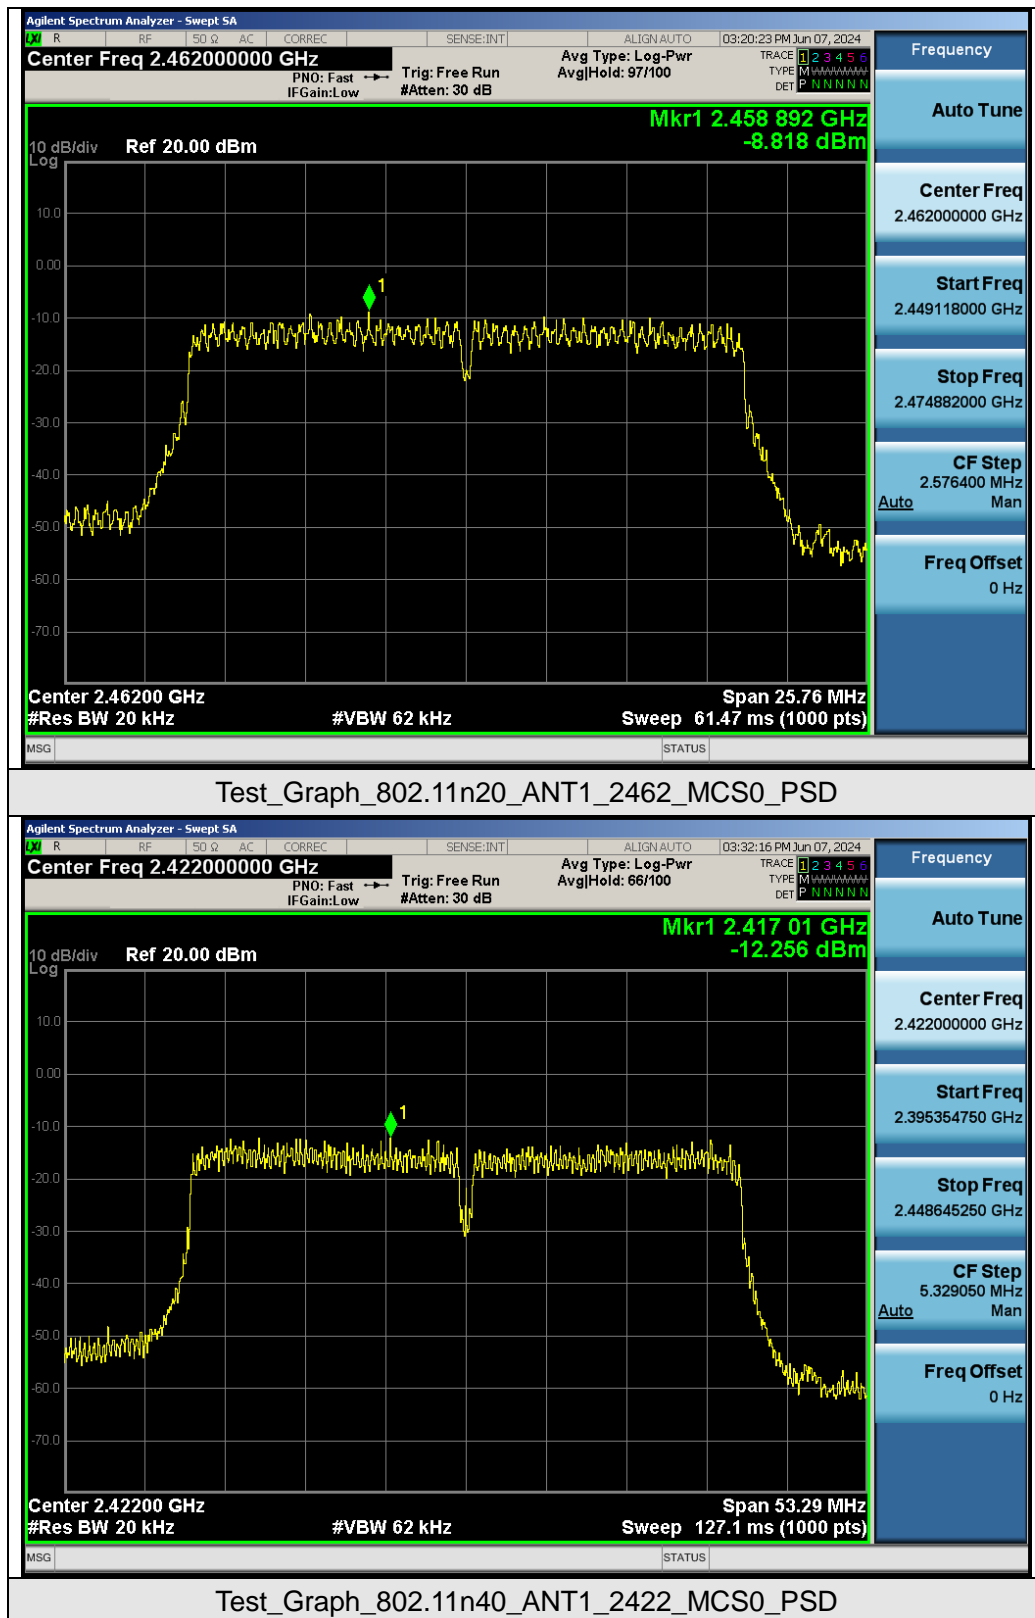 Agilent Spectrum Analyzer - Swept SA
LXI R RF 50 Ω AC CORREC SENSE:INT ALIGNAUTO 03:20:23 PM Jun 07, 2024
Center Freq 2.462000000 GHz
PNO: Fast Trig: Free Run
IFGain:Low #Atten: 30 dB
Avg Type: Log-Pwr
Avg|Hold: 97/100
TRACE 1 2 3 4 5 6
TYPE M WWWWW
DET P N N N N N
Mkr1 2.458 892 GHz
-8.818 dBm
10 dB/div Ref 20.00 dBm
Log
10.0
0.00
-10.0
-20.0
-30.0
-40.0
-50.0
-60.0
-70.0
1
Center 2.46200 GHz Span 25.76 MHz
#Res BW 20 kHz #VBW 62 kHz Sweep 61.47 ms (1000 pts)
MSG STATUS
Frequency
Auto Tune
Center Freq
2.462000000 GHz
Start Freq
2.449118000 GHz
Stop Freq
2.474882000 GHz
CF Step
2.576400 MHz
Auto Man
Freq Offset
0 Hz
Test_Graph_802.11n20_ANT1_2462_MCS0_PSD
Agilent Spectrum Analyzer - Swept SA
LXI R RF 50 Ω AC CORREC SENSE:INT ALIGNAUTO 03:32:16 PM Jun 07, 2024
Center Freq 2.422000000 GHz
PNO: Fast Trig: Free Run
IFGain:Low #Atten: 30 dB
Avg Type: Log-Pwr
Avg|Hold: 66/100
TRACE 1 2 3 4 5 6
TYPE M WWWWW
DET P N N N N N
Mkr1 2.417 01 GHz
-12.256 dBm
10 dB/div Ref 20.00 dBm
Log
10.0
0.00
-10.0
-20.0
-30.0
-40.0
-50.0
-60.0
-70.0
1
Center 2.42200 GHz Span 53.29 MHz
#Res BW 20 kHz #VBW 62 kHz Sweep 127.1 ms (1000 pts)
MSG STATUS
Frequency
Auto Tune
Center Freq
2.422000000 GHz
Start Freq
2.395354750 GHz
Stop Freq
2.448645250 GHz
CF Step
5.329050 MHz
Auto Man
Freq Offset
0 Hz
Test_Graph_802.11n40_ANT1_2422_MCS0_PSD